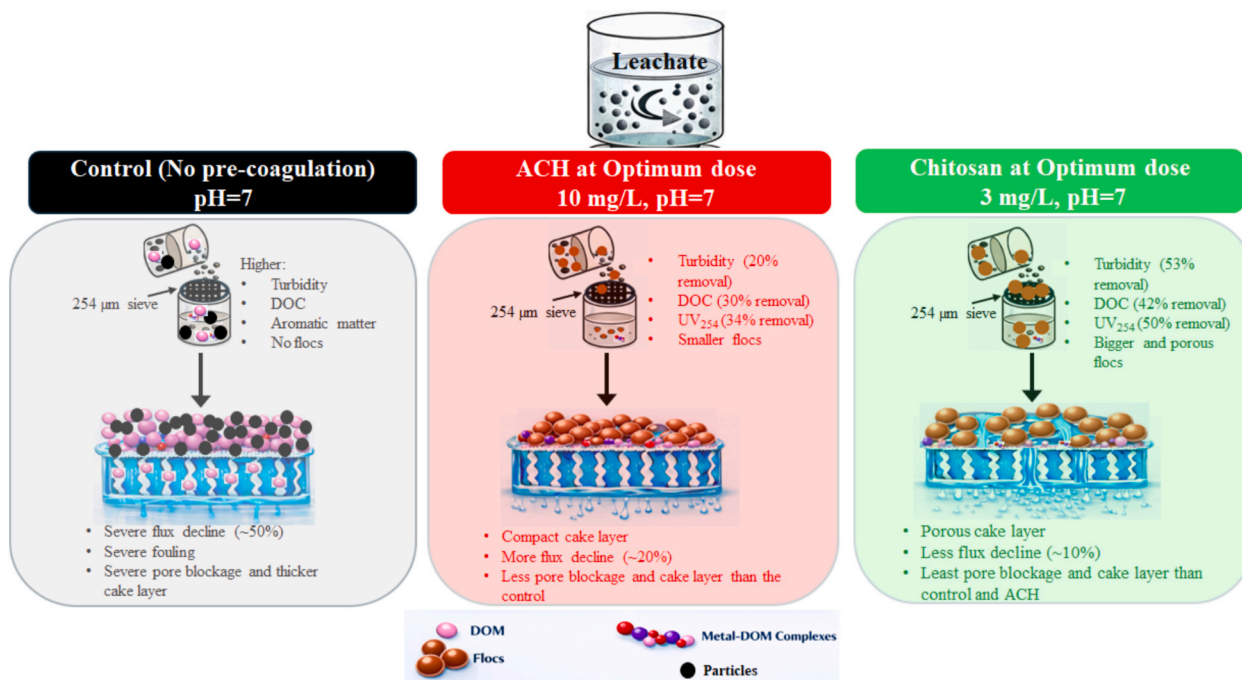 Leachate
Control (No pre-coagulation)
pH=7
Higher:
• Turbidity
• DOC
• Aromatic matter
• No flocs
254 μm sieve
• Severe flux decline (~50%)
• Severe fouling
• Severe pore blockage and thicker
cake layer
ACH at Optimum dose
10 mg/L, pH=7
• Turbidity (20%
removal)
• DOC (30% removal)
• UV₂₅₄ (34% removal)
• Smaller flocs
254 μm sieve
• Compact cake layer
• More flux decline (~20%)
• Less pore blockage and cake layer than the
control
Chitosan at Optimum dose
3 mg/L, pH=7
• Turbidity (53%
removal)
• DOC (42% removal)
• UV₂₅₄ (50% removal)
• Bigger and porous
flocs
254 μm sieve
• Porous cake layer
• Less flux decline (~10%)
• Least pore blockage and cake layer than
control and ACH
DOM
Flocs
Metal-DOM Complexes
Particles